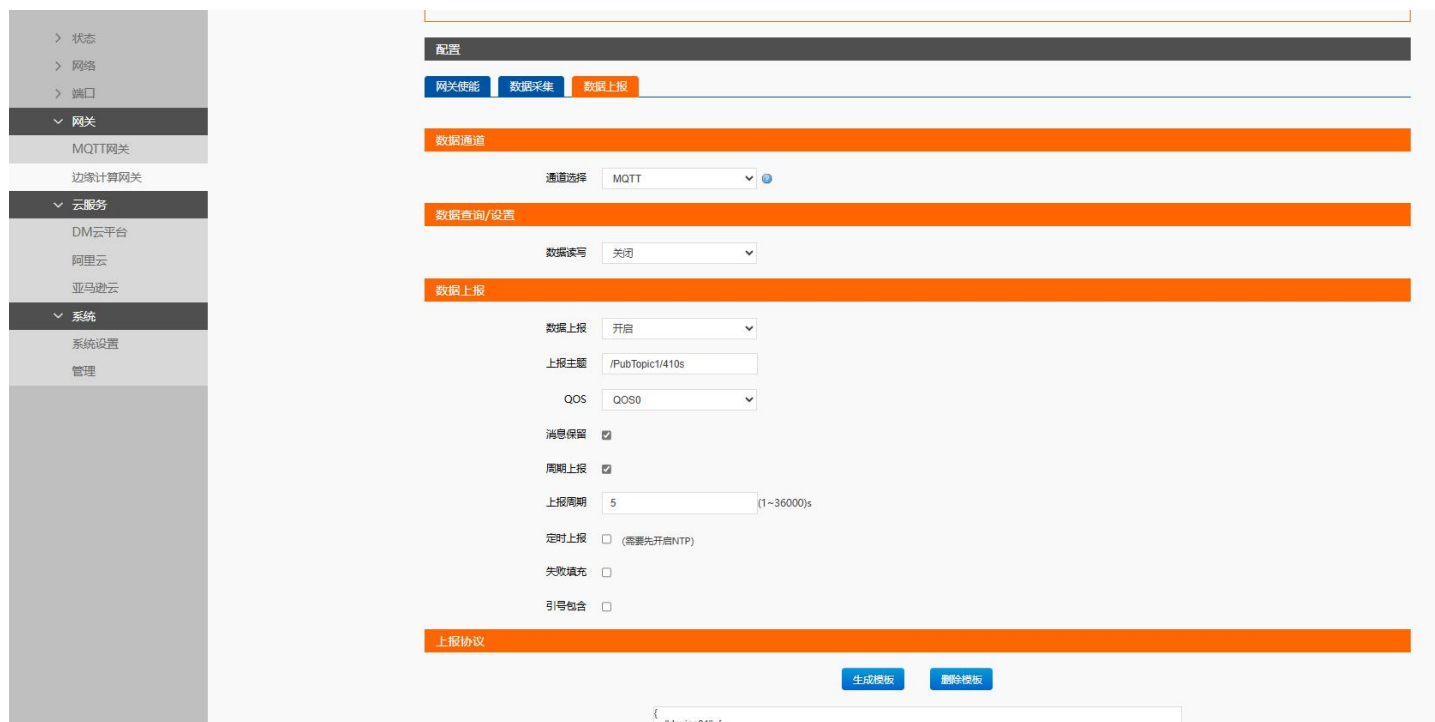 状态
网络
端口
网关
MQTT网关
边缘计算网关
云服务
DM云平台
阿里云
亚马逊云
系统
系统设置
管理
配置
网关使能 数据采集 数据上报
数据通道
通道选择 MQTT
数据查询/设置
数据读写 关闭
数据上报
数据上报 开启
上报主题 /PubTopic1/410s
QOS QOS0
消息保留
周期上报
上报周期 5 (1~36000)s
定时上报 (需要先开启NTP)
失败填充
引号包含
上报协议
生成模板 删除模板
{